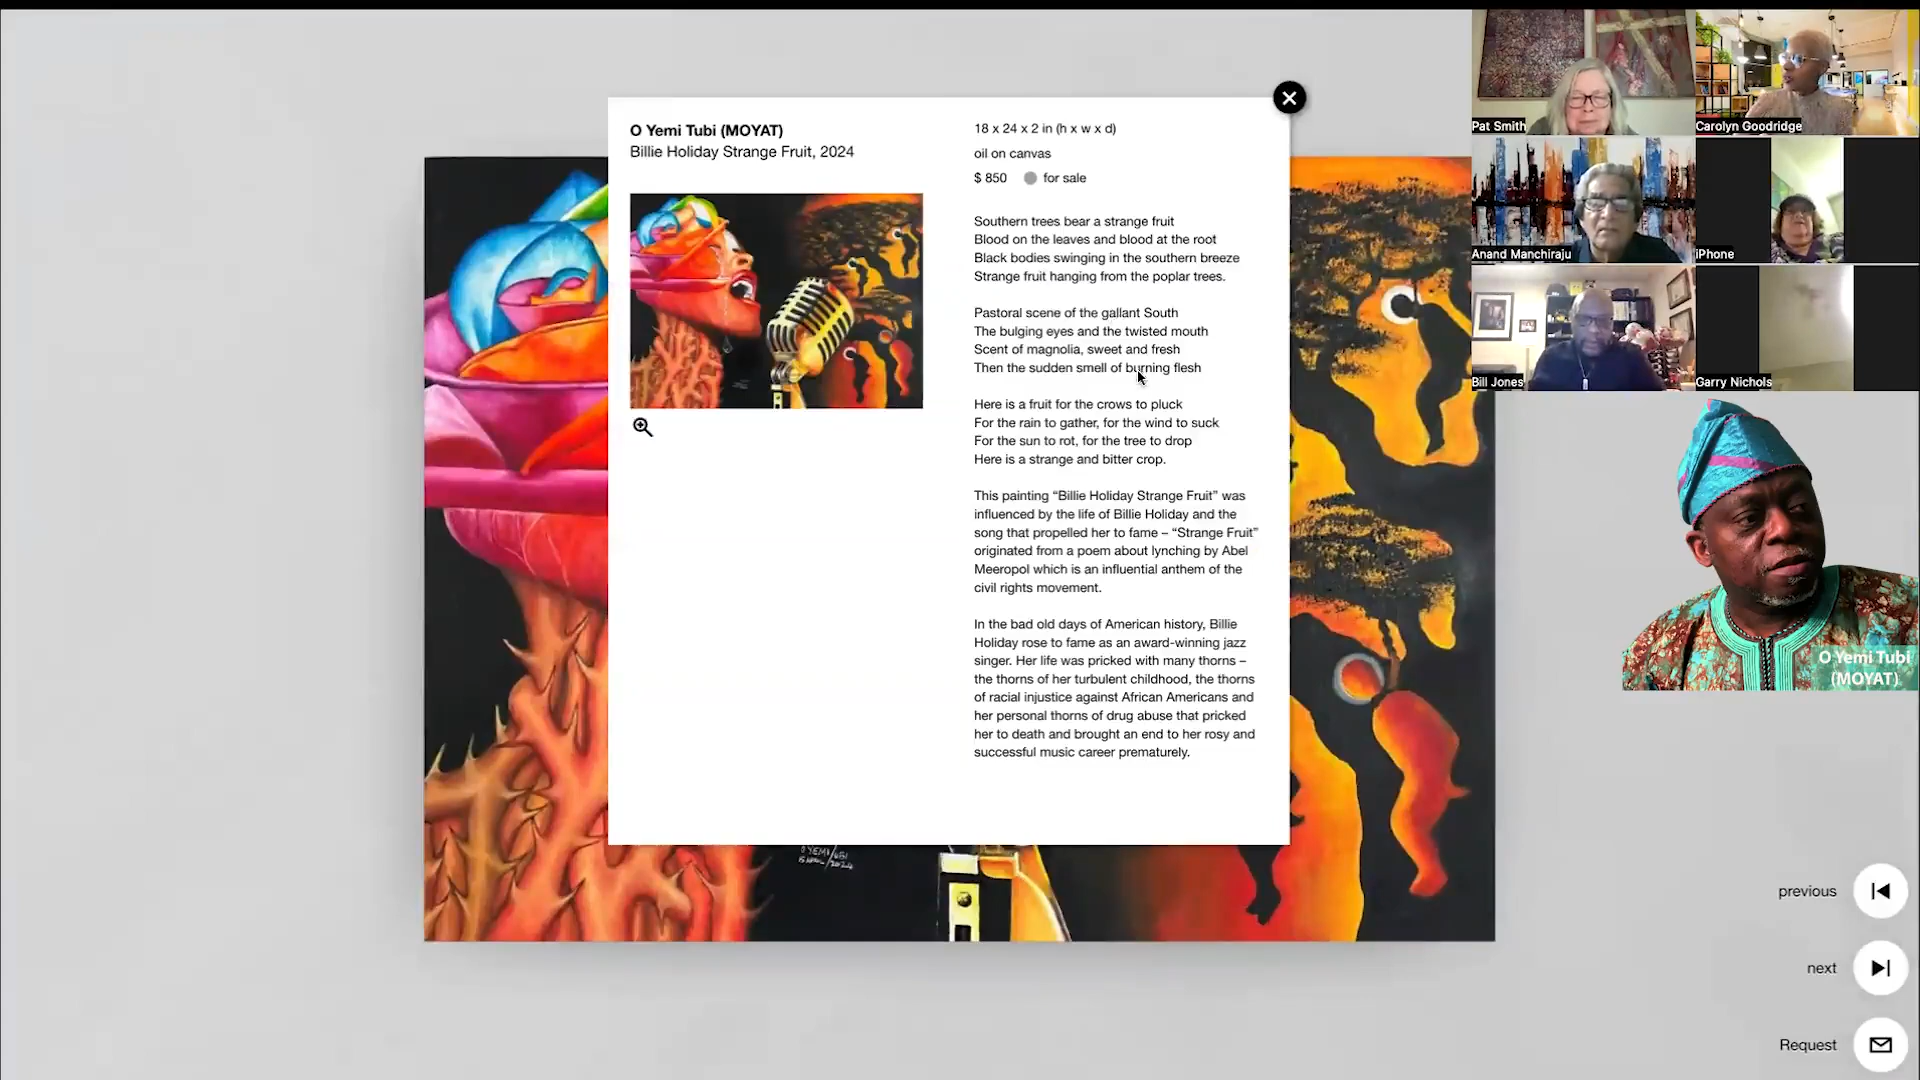 O Yemi Tubi (MOYAT)
Billie Holiday Strange Fruit, 2024
18 x 24 x 2 in (h x w x d)
oil on canvas
$ 850 for sale
Southern trees bear a strange fruit
Blood on the leaves and blood at the root
Black bodies swinging in the southern breeze
Strange fruit hanging from the poplar trees.
Pastoral scene of the gallant South
The bulging eyes and the twisted mouth
Scent of magnolia, sweet and fresh
Then the sudden smell of burning flesh
Here is a fruit for the crows to pluck
For the rain to gather, for the wind to suck
For the sun to rot, for the tree to drop
Here is a strange and bitter crop.
This painting “Billie Holiday Strange Fruit” was
influenced by the life of Billie Holiday and the
song that propelled her to fame – “Strange Fruit”
originated from a poem about lynching by Abel
Meeropol which is an influential anthem of the
civil rights movement.
In the bad old days of American history, Billie
Holiday rose to fame as an award-winning jazz
singer. Her life was pricked with many thorns –
the thorns of her turbulent childhood, the thorns
of racial injustice against African Americans and
her personal thorns of drug abuse that pricked
her to death and brought an end to her rosy and
successful music career prematurely.
Pat Smith
Carolyn Goodridge
Anand Manchiraju
iPhone
Bill Jones
Garry Nichols
O Yemi Tubi
(MOYAT)
previous
next
Request